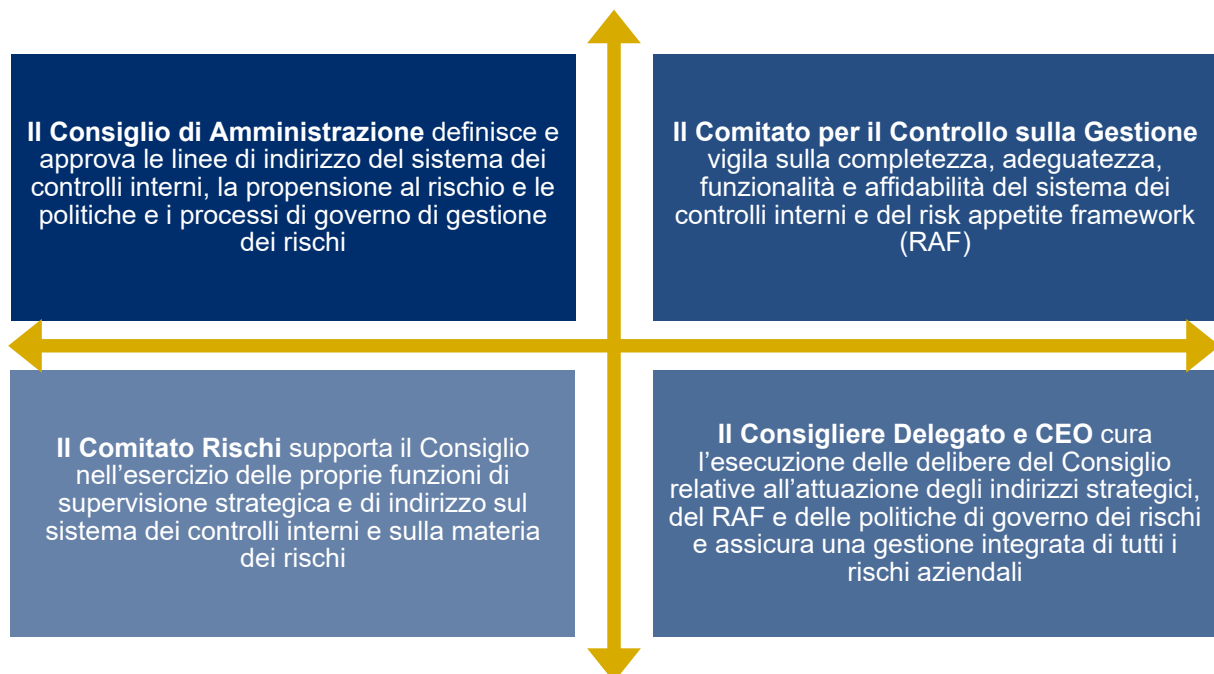 Il Consiglio di Amministrazione definisce e
approva le linee di indirizzo del sistema dei
controlli interni, la propensione al rischio e le
politiche e i processi di governo di gestione
dei rischi
Il Comitato per il Controllo sulla Gestione
vigila sulla completezza, adeguatezza,
funzionalità e affidabilità del sistema dei
controlli interni e del risk appetite framework
(RAF)
Il Comitato Rischi supporta il Consiglio
nell’esercizio delle proprie funzioni di
supervisione strategica e di indirizzo sul
sistema dei controlli interni e sulla materia
dei rischi
Il Consigliere Delegato e CEO cura
l’esecuzione delle delibere del Consiglio
relative all’attuazione degli indirizzi strategici,
del RAF e delle politiche di governo dei rischi
e assicura una gestione integrata di tutti i
rischi aziendali